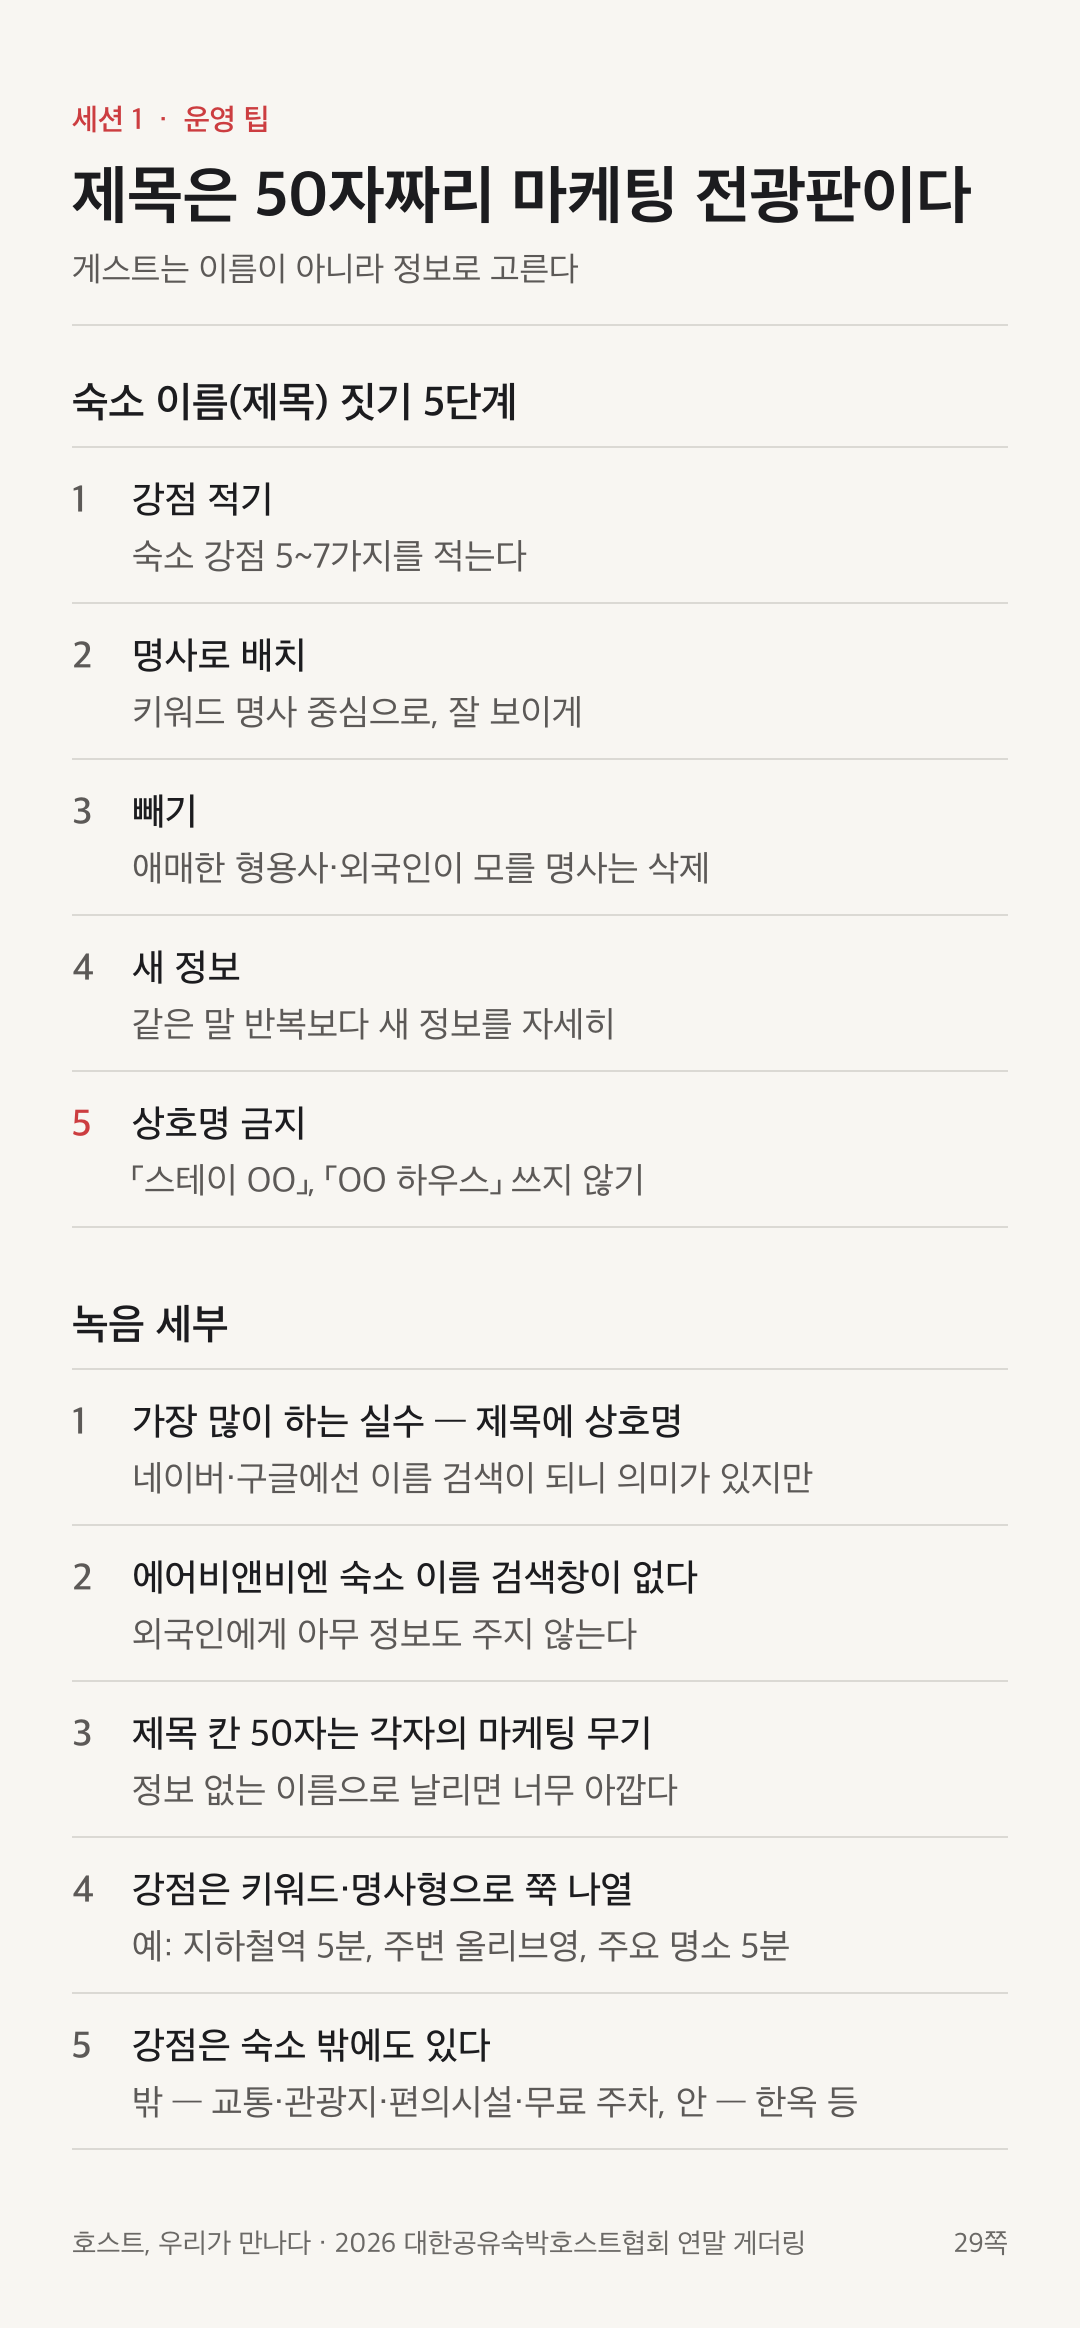 세션 1 · 운영 팁
제목은 50자짜리 마케팅 전광판이다
게스트는 이름이 아니라 정보로 고른다
숙소 이름(제목) 짓기 5단계
1 강점 적기
숙소 강점 5~7가지를 적는다
2 명사로 배치
키워드 명사 중심으로, 잘 보이게
3 빼기
애매한 형용사·외국인이 모를 명사는 삭제
4 새 정보
같은 말 반복보다 새 정보를 자세히
5 상호명 금지
「스테이 OO」, 「OO 하우스」 쓰지 않기
녹음 세부
1 가장 많이 하는 실수 — 제목에 상호명
네이버·구글에선 이름 검색이 되니 의미가 있지만
2 에어비앤비엔 숙소 이름 검색창이 없다
외국인에게 아무 정보도 주지 않는다
3 제목 칸 50자는 각자의 마케팅 무기
정보 없는 이름으로 날리면 너무 아깝다
4 강점은 키워드·명사형으로 쭉 나열
예: 지하철역 5분, 주변 올리브영, 주요 명소 5분
5 강점은 숙소 밖에도 있다
밖 — 교통·관광지·편의시설·무료 주차, 안 — 한옥 등
호스트, 우리가 만나다 · 2026 대한공유숙박호스트협회 연말 게더링 29쪽